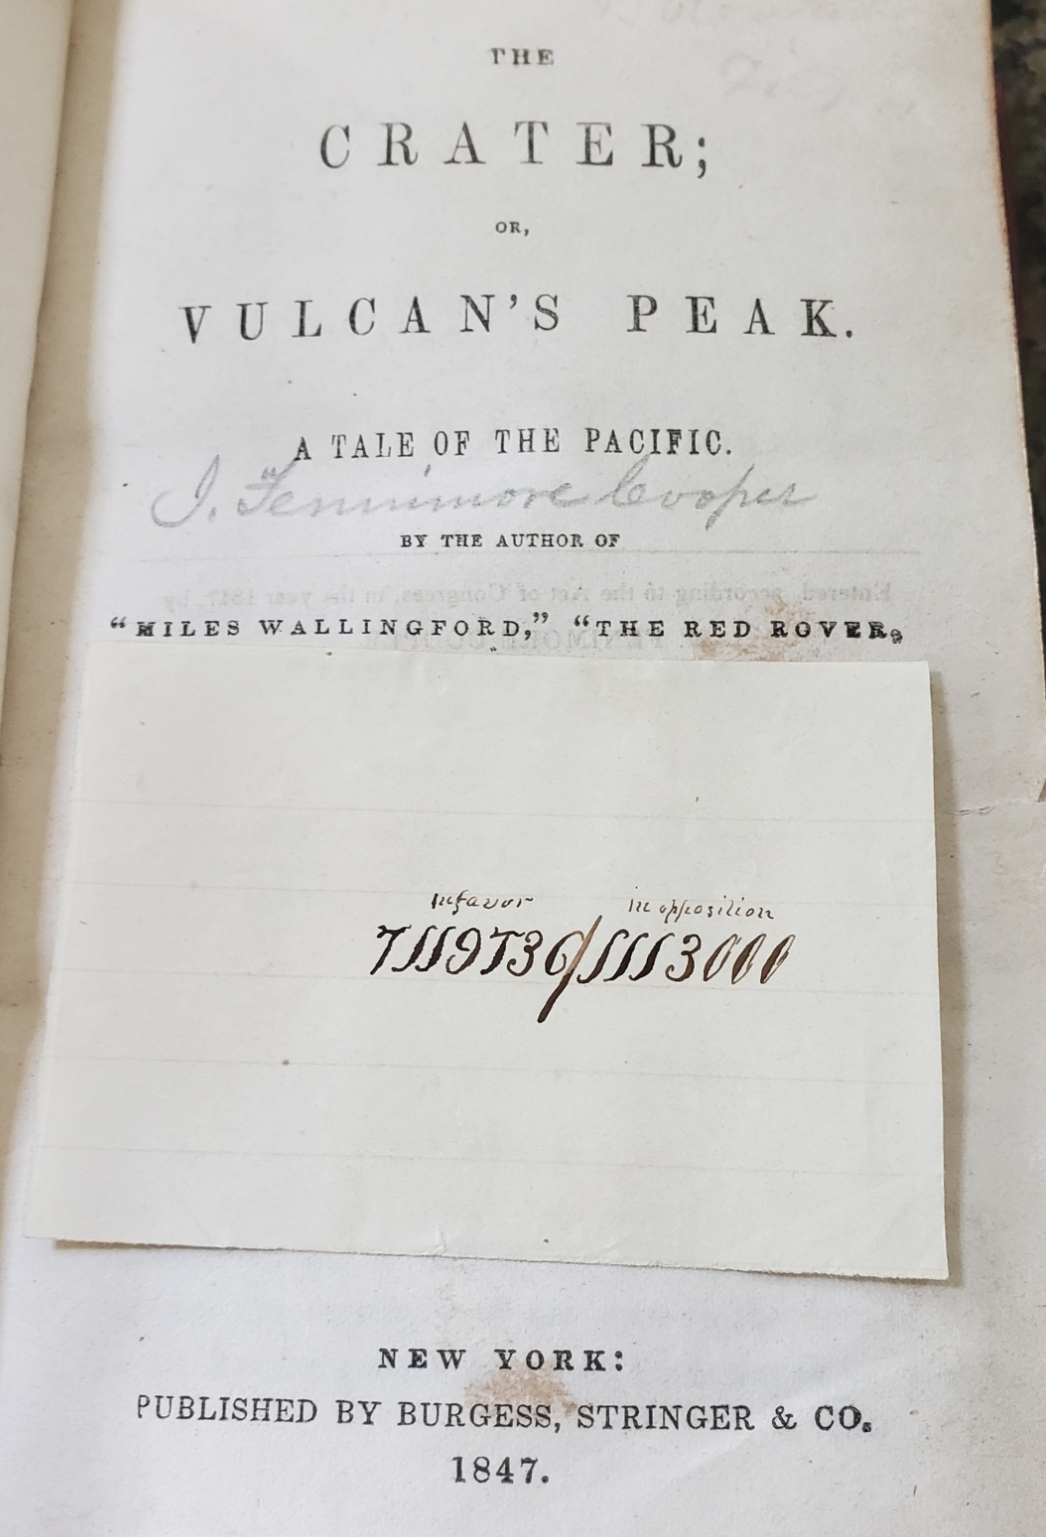 THE
CRATER;
OR,
VULCAN'S PEAK.
A TALE OF THE PACIFIC.
J. Fennimore Cooper
BY THE AUTHOR OF
"MILES WALLINGFORD," "THE RED ROVER,
in favor in opposition
NEW YORK:
PUBLISHED BY BURGESS, STRINGER & CO.
1847.